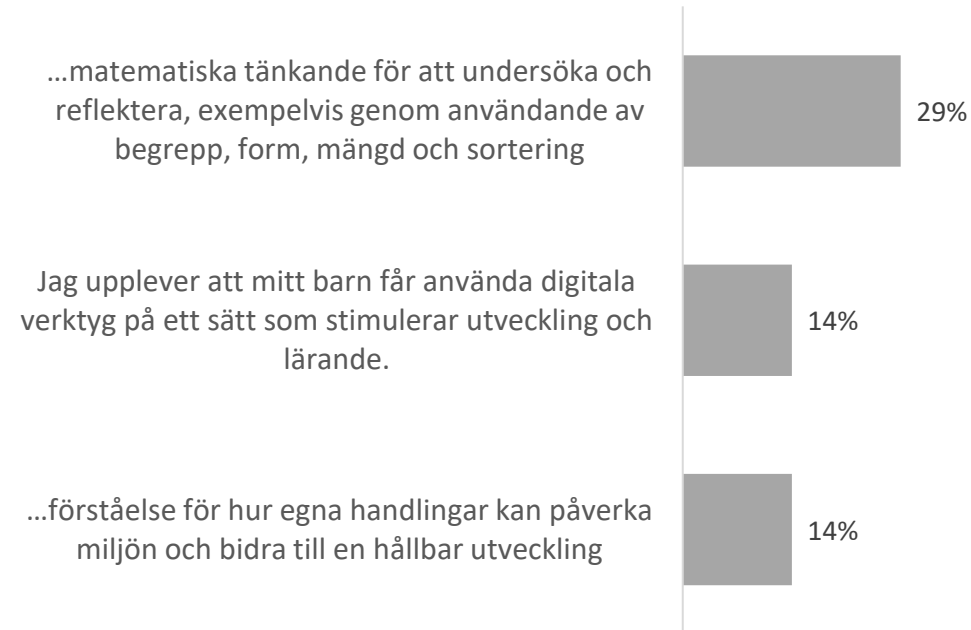 ...matematiska tänkande för att undersöka och
reflektera, exempelvis genom användande av
begrepp, form, mängd och sortering
29%
Jag upplever att mitt barn får använda digitala
verktyg på ett sätt som stimulerar utveckling och
lärande.
14%
...förståelse för hur egna handlingar kan påverka
miljön och bidra till en hållbar utveckling
14%